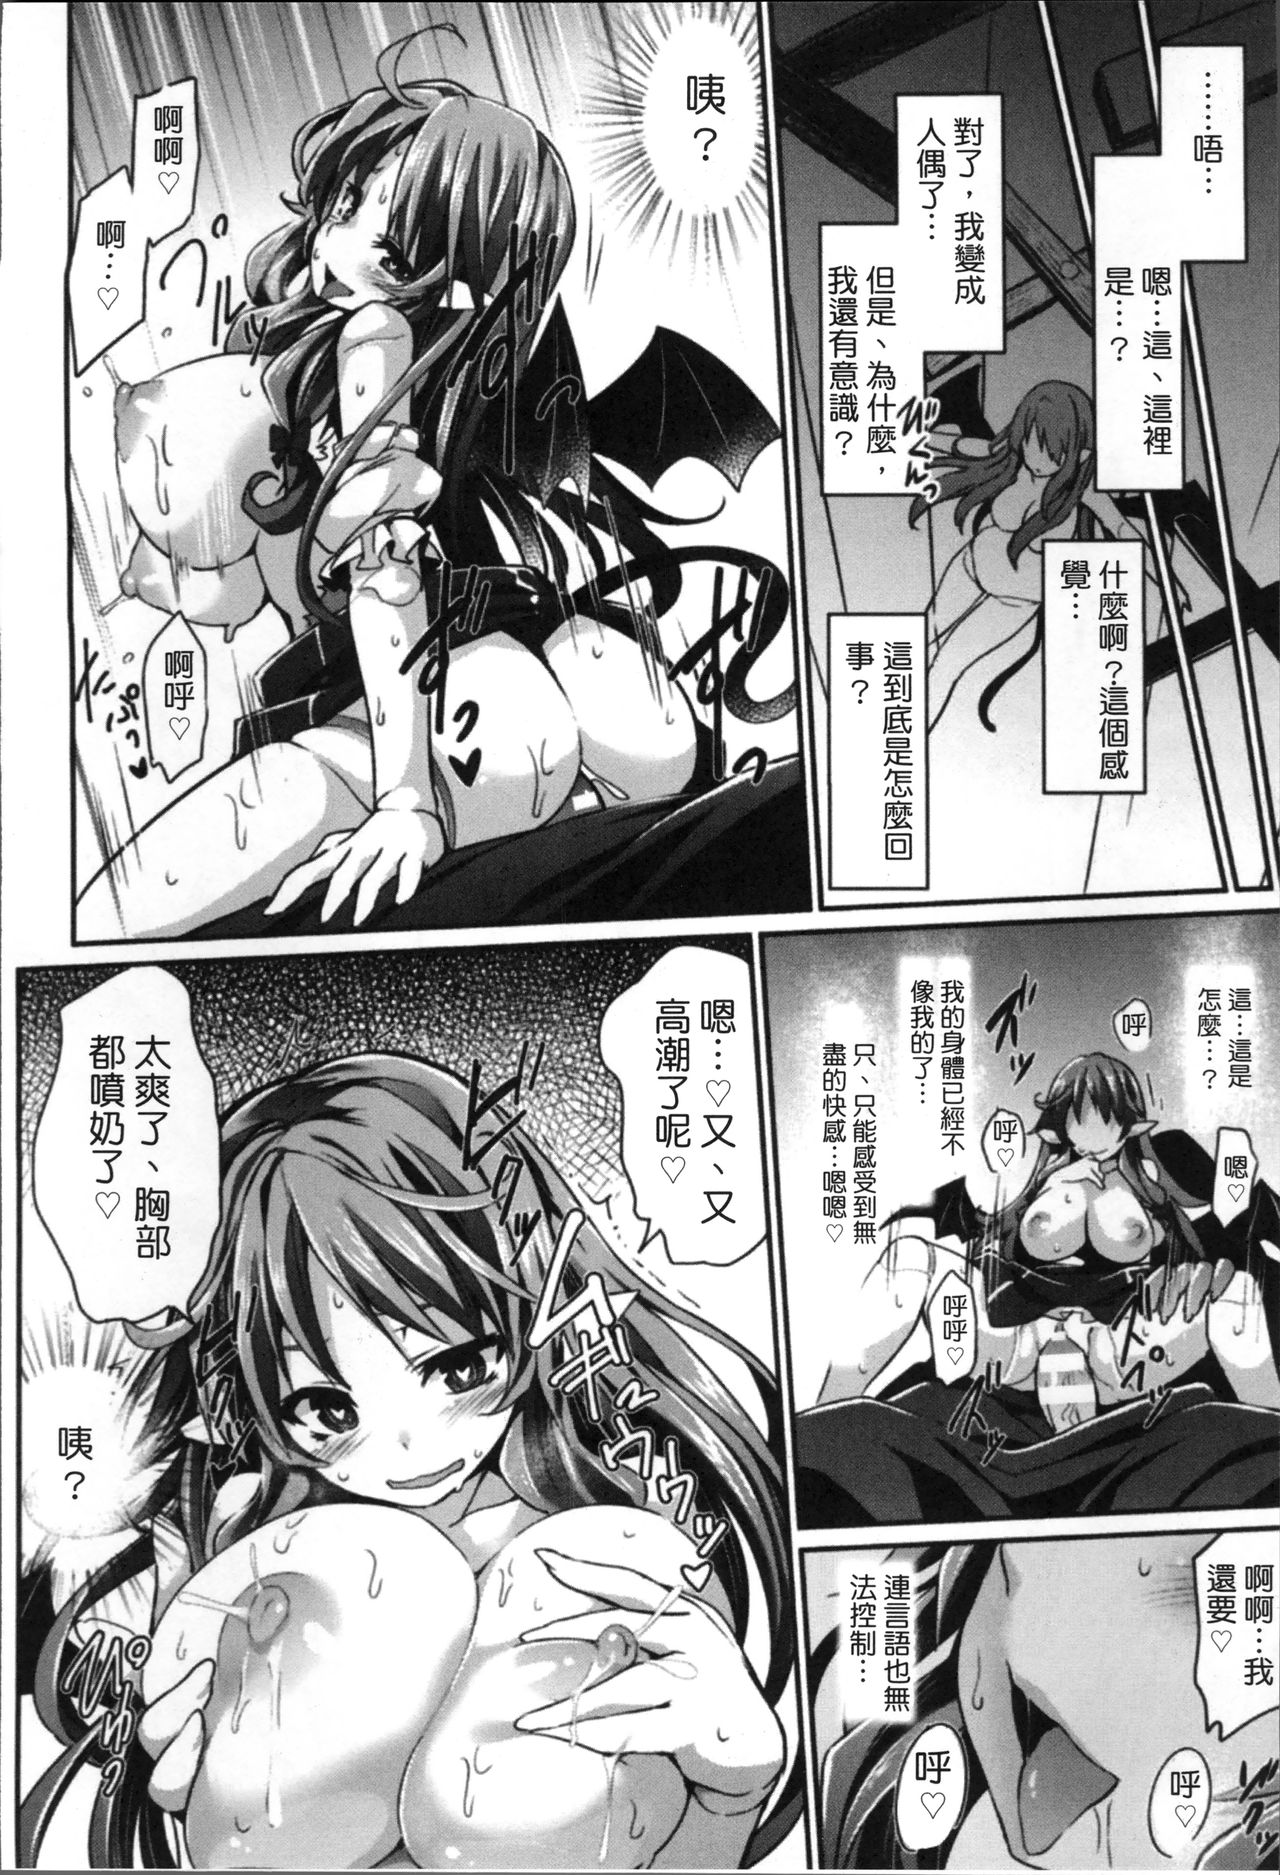 ………唔…
嗯…這、這裡
是…？
對了，我變成
人偶了…
但是、為什麼，
我還有意識？
什麼啊？這個感
覺…
這到底是怎麼回
事？
咦？
啊啊♡
啊…♡
啊呼♡
這…這是
怎麼…？
呼
嗯♡
我的身體已經不
像我的了…
呼♡
只、只能感受到無
盡的快感…嗯嗯♡
呼呼♡
啊啊…我
還要♡
連言語也無
法控制…
呼♡
呼♡
嗯…♡又、又
高潮了呢♡
太爽了、胸部
都噴奶了♡
咦？